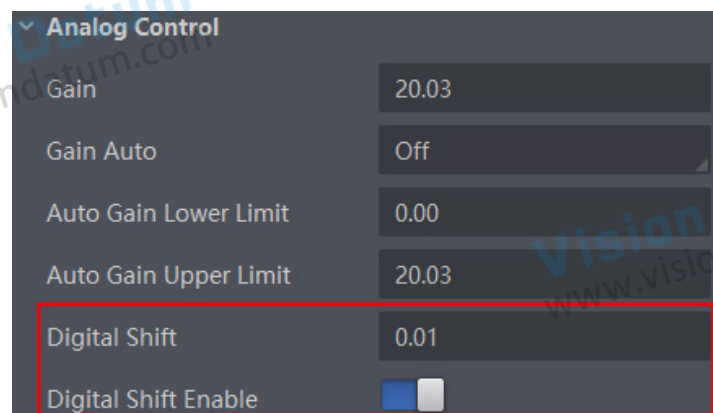 Analog Control
Gain 20.03
Gain Auto Off
Auto Gain Lower Limit 0.00
Auto Gain Upper Limit 20.03
Digital Shift 0.01
Digital Shift Enable
Vision